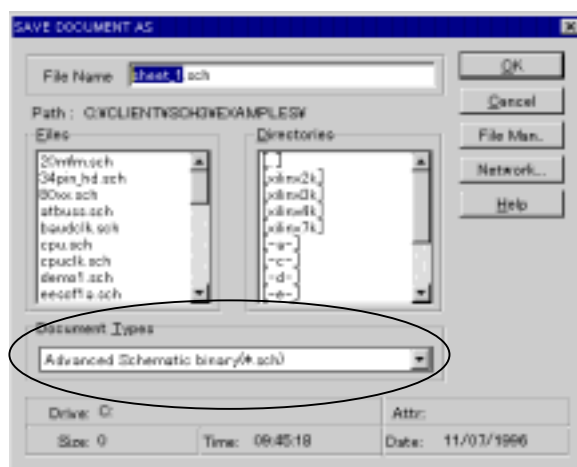 SAVE DOCUMENT AS
File Name sheet_1.sch
OK
Cancel
File Man..
Network...
Help
Path : C:¥CLIENT¥SCH3¥EXAMPLES¥
Files
20mfm.sch
34pin_hd.sch
80xx.sch
atbuss.sch
baudclk.sch
cpu.sch
cpuclk.sch
demo1.sch
Directories
[..]
[xilinx2k]
[xilinx3k]
[xilinx4k]
[xilinx7k]
[-a-]
[-c-]
[-d-]
[-e-]
Document Types
Advanced Schematic binary(*.sch)
Drive: C:
Attr:
Size: 0
Time: 09:45:18
Date: 11/07/1996